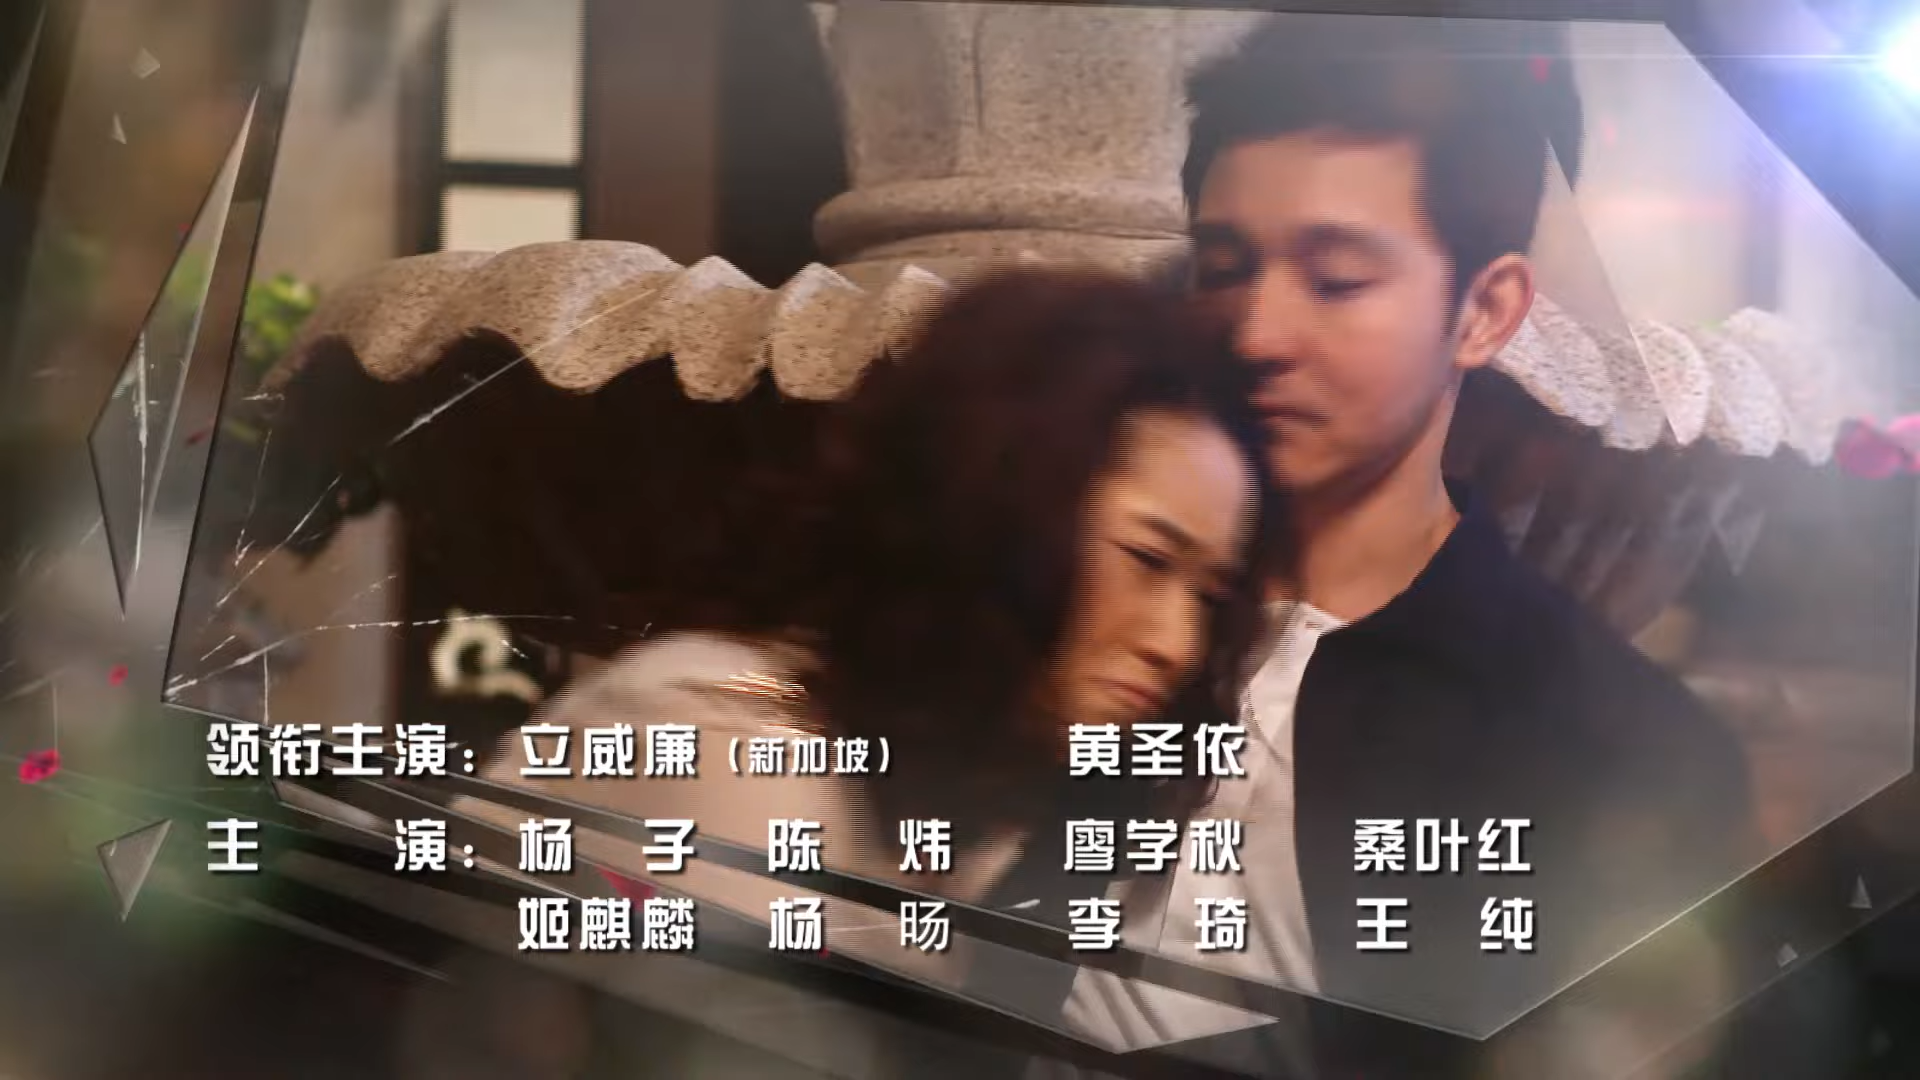 领衔主演：立威廉（新加坡） 黄圣依
主 演：杨 子 陈 炜 廖学秋 桑叶红
姬麒麟 杨 旸 李 琦 王 纯